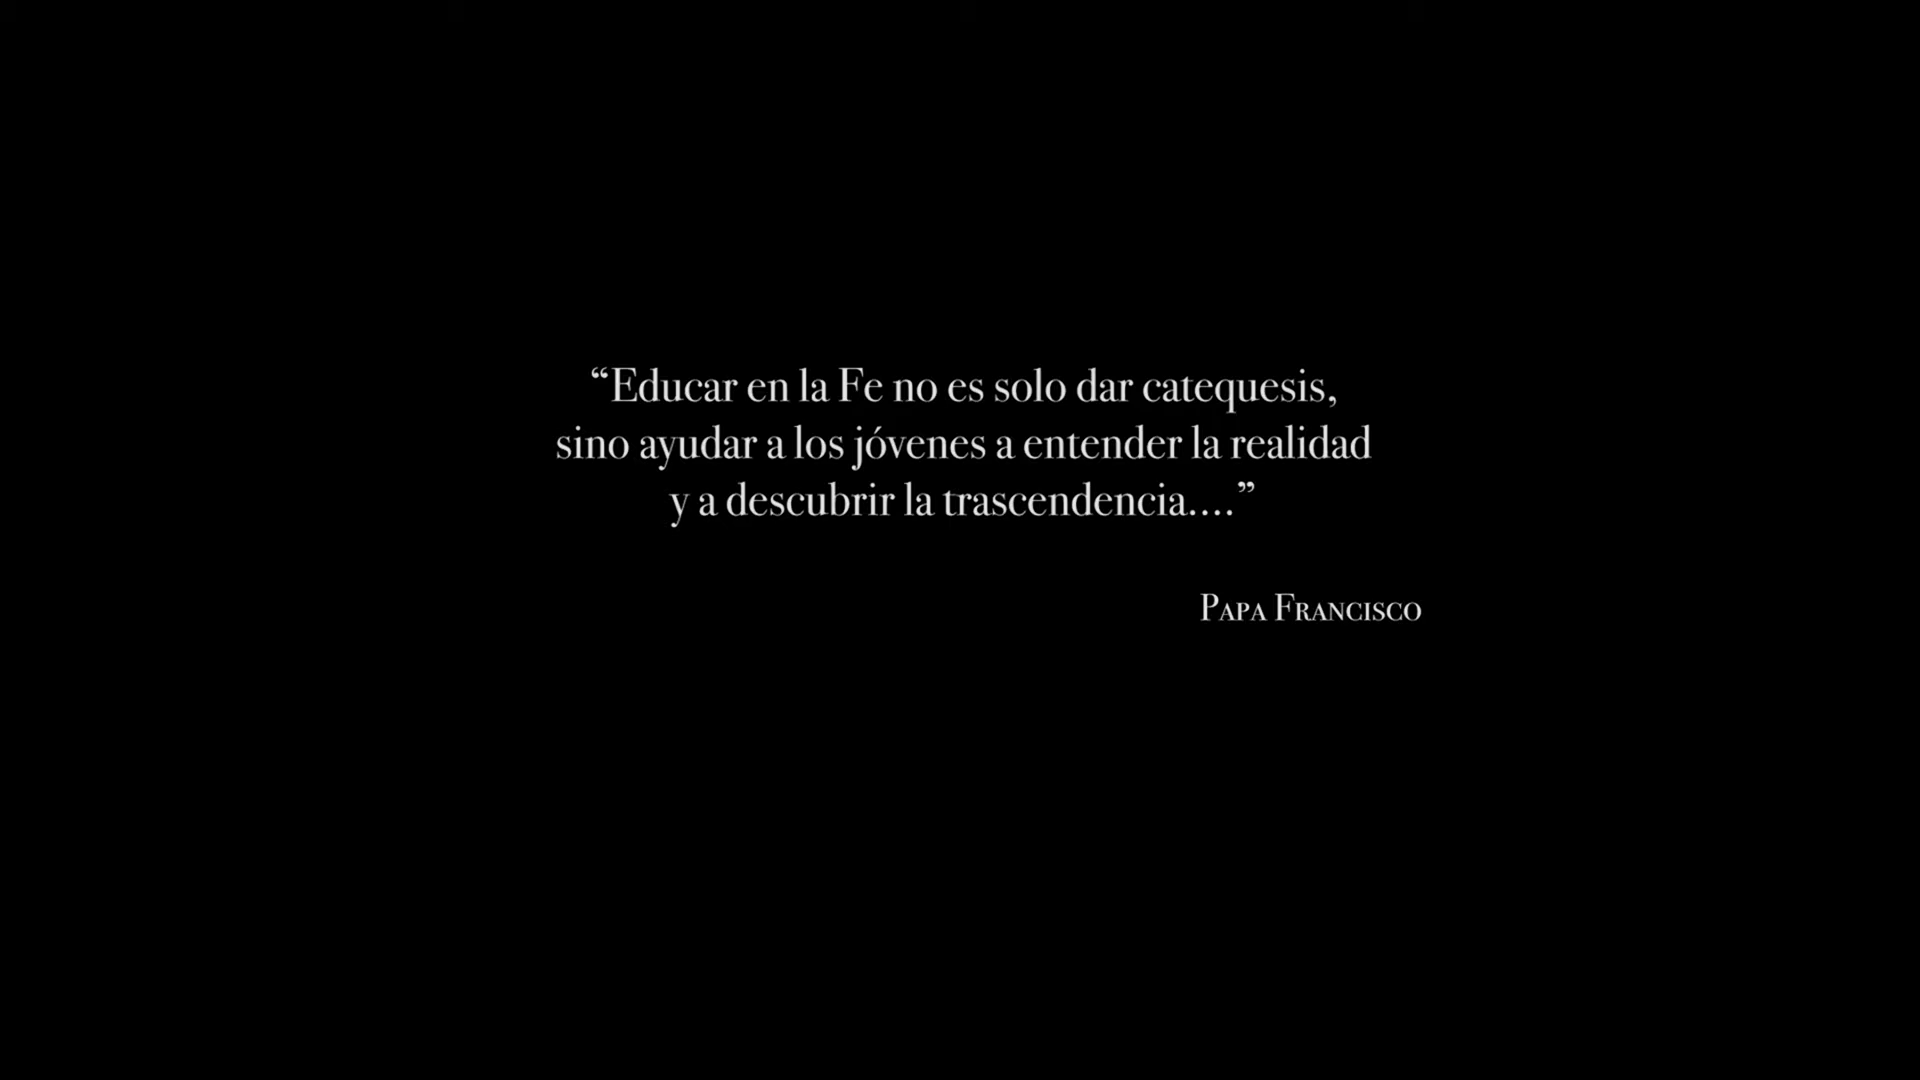 “Educar en la Fe no es solo dar catequesis,
sino ayudar a los jóvenes a entender la realidad
y a descubrir la trascendencia....”
Papa Francisco